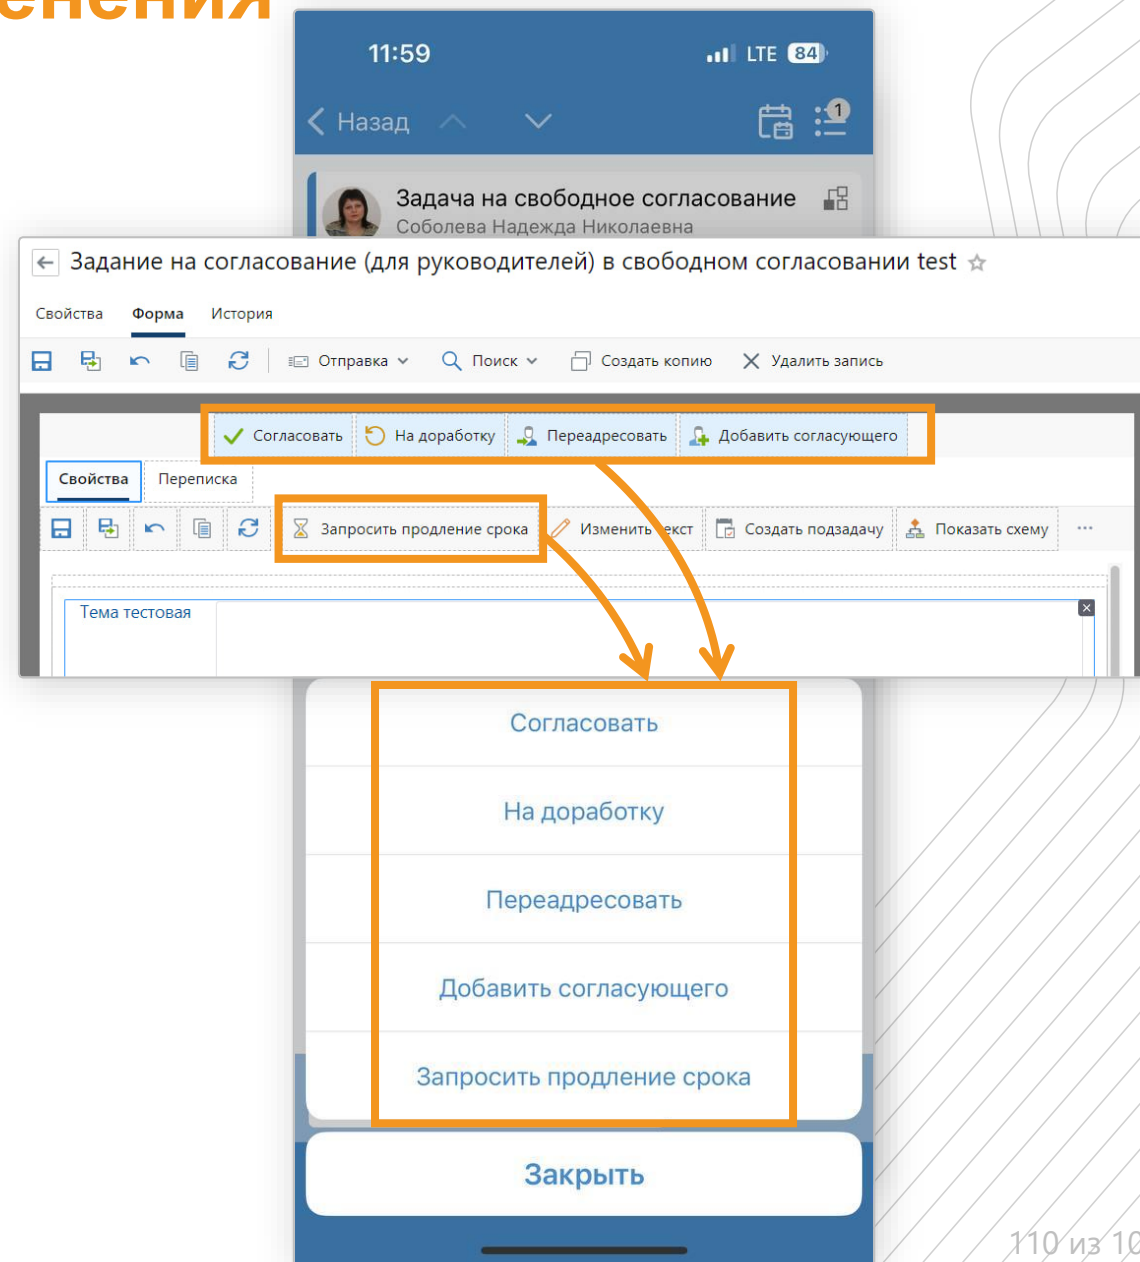 11:59
LTE 84
Назад
1
Задача на свободное согласование
Соболева Надежда Николаевна
Задание на согласование (для руководителей) в свободном согласовании test
Свойства Форма История
Отправка Поиск Создать копию Удалить запись
Согласовать На доработку Переадресовать Добавить согласующего
Свойства Переписка
Запросить продление срока Изменить текст Создать подзадачу Показать схему ...
Тема тестовая
Согласовать
На доработку
Переадресовать
Добавить согласующего
Запросить продление срока
Закрыть
110 из 10